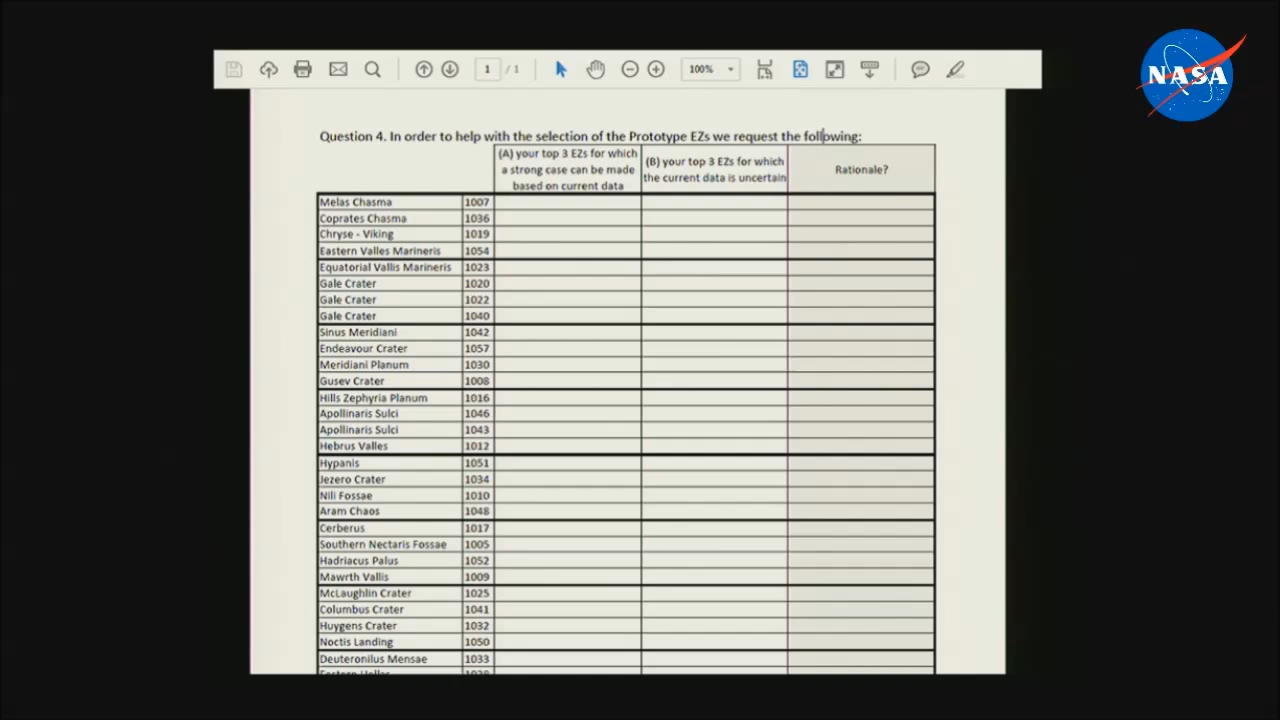 NASA
1 / 1 100%
Question 4. In order to help with the selection of the Prototype EZs we request the following:
(A) your top 3 EZs for which a strong case can be made based on current data
(B) your top 3 EZs for which the current data is uncertain
Rationale?
Melas Chasma 1007
Coprates Chasma 1036
Chryse - Viking 1019
Eastern Valles Marineris 1054
Equatorial Vallis Marineris 1023
Gale Crater 1020
Gale Crater 1022
Gale Crater 1040
Sinus Meridiani 1042
Endeavour Crater 1057
Meridiani Planum 1030
Gusev Crater 1008
Hills Zephyria Planum 1016
Apollinaris Sulci 1046
Apollinaris Sulci 1043
Hebrus Valles 1012
Hypanis 1051
Jezero Crater 1034
Nili Fossae 1010
Aram Chaos 1048
Cerberus 1017
Southern Nectaris Fossae 1005
Hadriacus Palus 1052
Mawrth Vallis 1009
McLaughlin Crater 1025
Columbus Crater 1041
Huygens Crater 1032
Noctis Landing 1050
Deuteronilus Mensae 1033